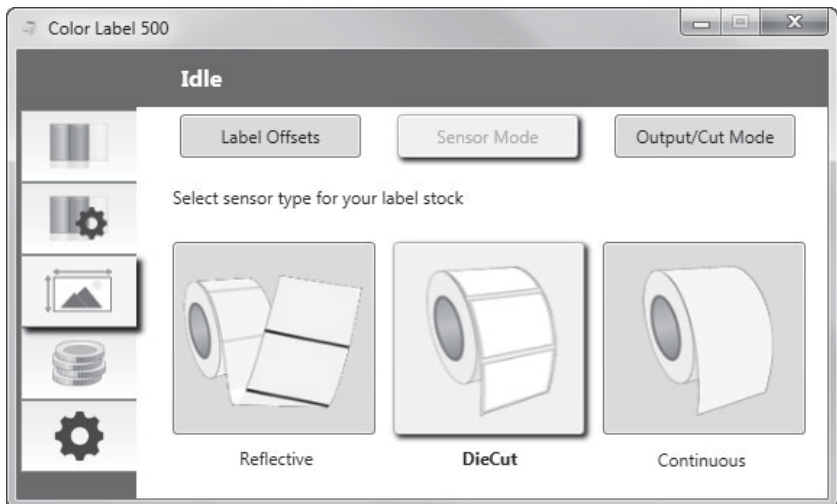 Color Label 500
Idle
Label Offsets Sensor Mode Output/Cut Mode
Select sensor type for your label stock
Reflective DieCut Continuous